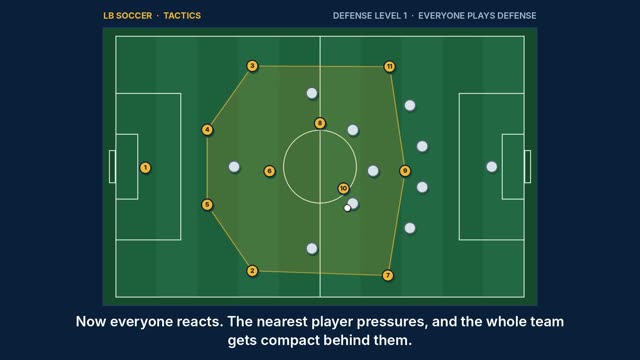 LB SOCCER · TACTICS
DEFENSE LEVEL 1 · EVERYONE PLAYS DEFENSE
3
11
8
4
1
6
9
10
5
2
7
Now everyone reacts. The nearest player pressures, and the whole team
gets compact behind them.